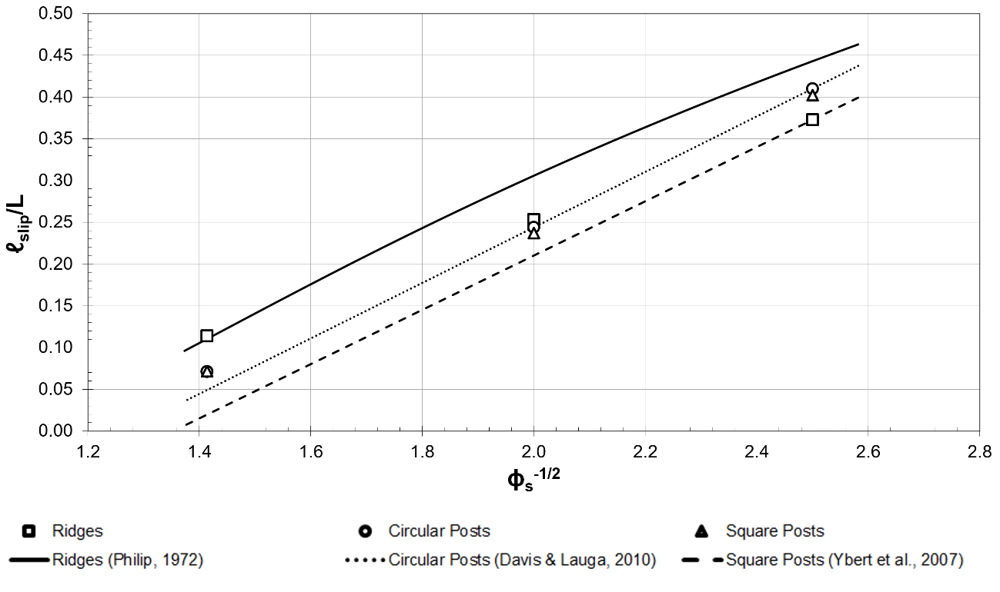 0.50
0.45
0.40
0.35
0.30
0.25
0.20
0.15
0.10
0.05
0.00
ℓslip/L
1.2 1.4 1.6 1.8 2.0 2.2 2.4 2.6 2.8
ϕs-1/2
Ridges Circular Posts Square Posts
Ridges (Philip, 1972) Circular Posts (Davis & Lauga, 2010) Square Posts (Ybert et al., 2007)